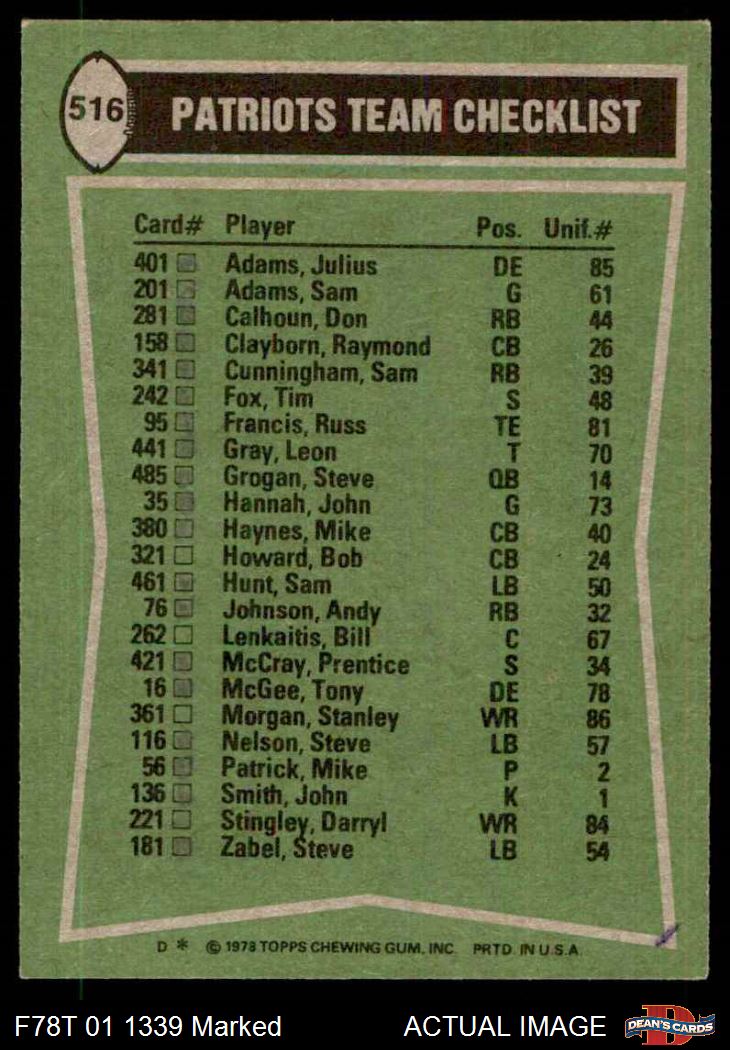 516 PATRIOTS TEAM CHECKLIST
Card# Player Pos. Unif.#
401 Adams, Julius DE 85
201 Adams, Sam G 61
281 Calhoun, Don RB 44
158 Clayborn, Raymond CB 26
341 Cunningham, Sam RB 39
242 Fox, Tim S 48
95 Francis, Russ TE 81
441 Gray, Leon T 70
485 Grogan, Steve QB 14
35 Hannah, John G 73
380 Haynes, Mike CB 40
321 Howard, Bob CB 24
461 Hunt, Sam LB 50
76 Johnson, Andy RB 32
262 Lenkaitis, Bill C 67
421 McCray, Prentice S 34
16 McGee, Tony DE 78
361 Morgan, Stanley WR 86
116 Nelson, Steve LB 57
56 Patrick, Mike P 2
136 Smith, John K 1
221 Stingley, Darryl WR 84
181 Zabel, Steve LB 54
D * © 1978 TOPPS CHEWING GUM, INC. PRTD. IN U.S.A.
F78T 01 1339 Marked ACTUAL IMAGE DEAN'S CARDS